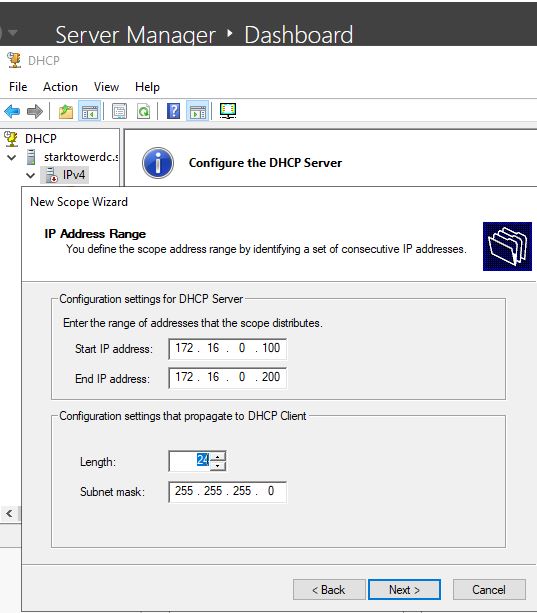 Server Manager ‣ Dashboard
DHCP
File Action View Help
DHCP
starktowerdc.s
IPv4
Configure the DHCP Server
New Scope Wizard
IP Address Range
You define the scope address range by identifying a set of consecutive IP addresses.
Configuration settings for DHCP Server
Enter the range of addresses that the scope distributes.
Start IP address: 172 . 16 . 0 . 100
End IP address: 172 . 16 . 0 . 200
Configuration settings that propagate to DHCP Client
Length: 24
Subnet mask: 255 . 255 . 255 . 0
< Back Next > Cancel